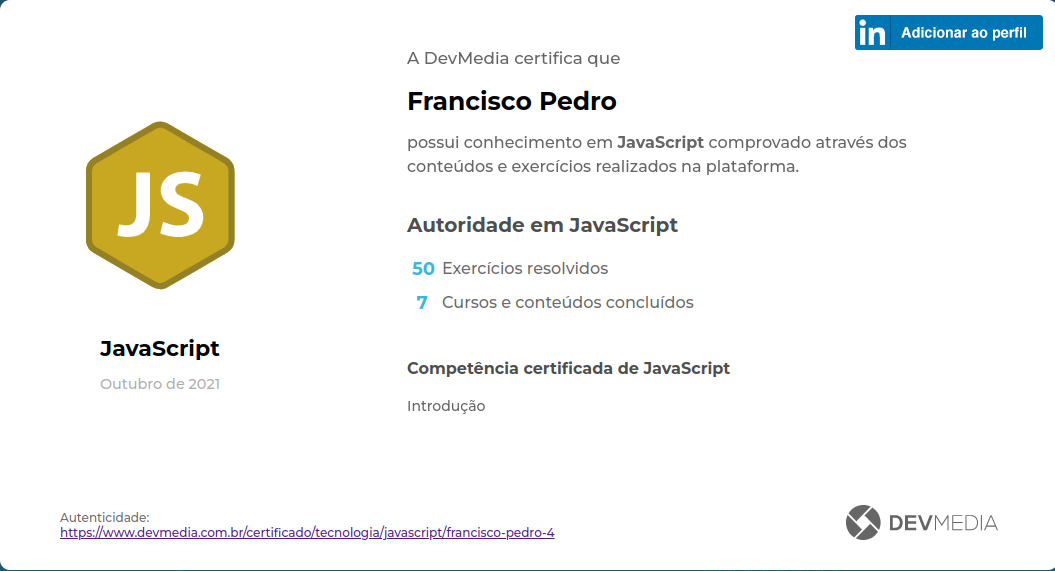 in Adicionar ao perfil
A DevMedia certifica que
Francisco Pedro
possui conhecimento em JavaScript comprovado através dos
conteúdos e exercícios realizados na plataforma.
JS
Autoridade em JavaScript
50 Exercícios resolvidos
7 Cursos e conteúdos concluídos
JavaScript
Outubro de 2021
Competência certificada de JavaScript
Introdução
Autenticidade:
https://www.devmedia.com.br/certificado/tecnologia/javascript/francisco-pedro-4
DEVMEDIA